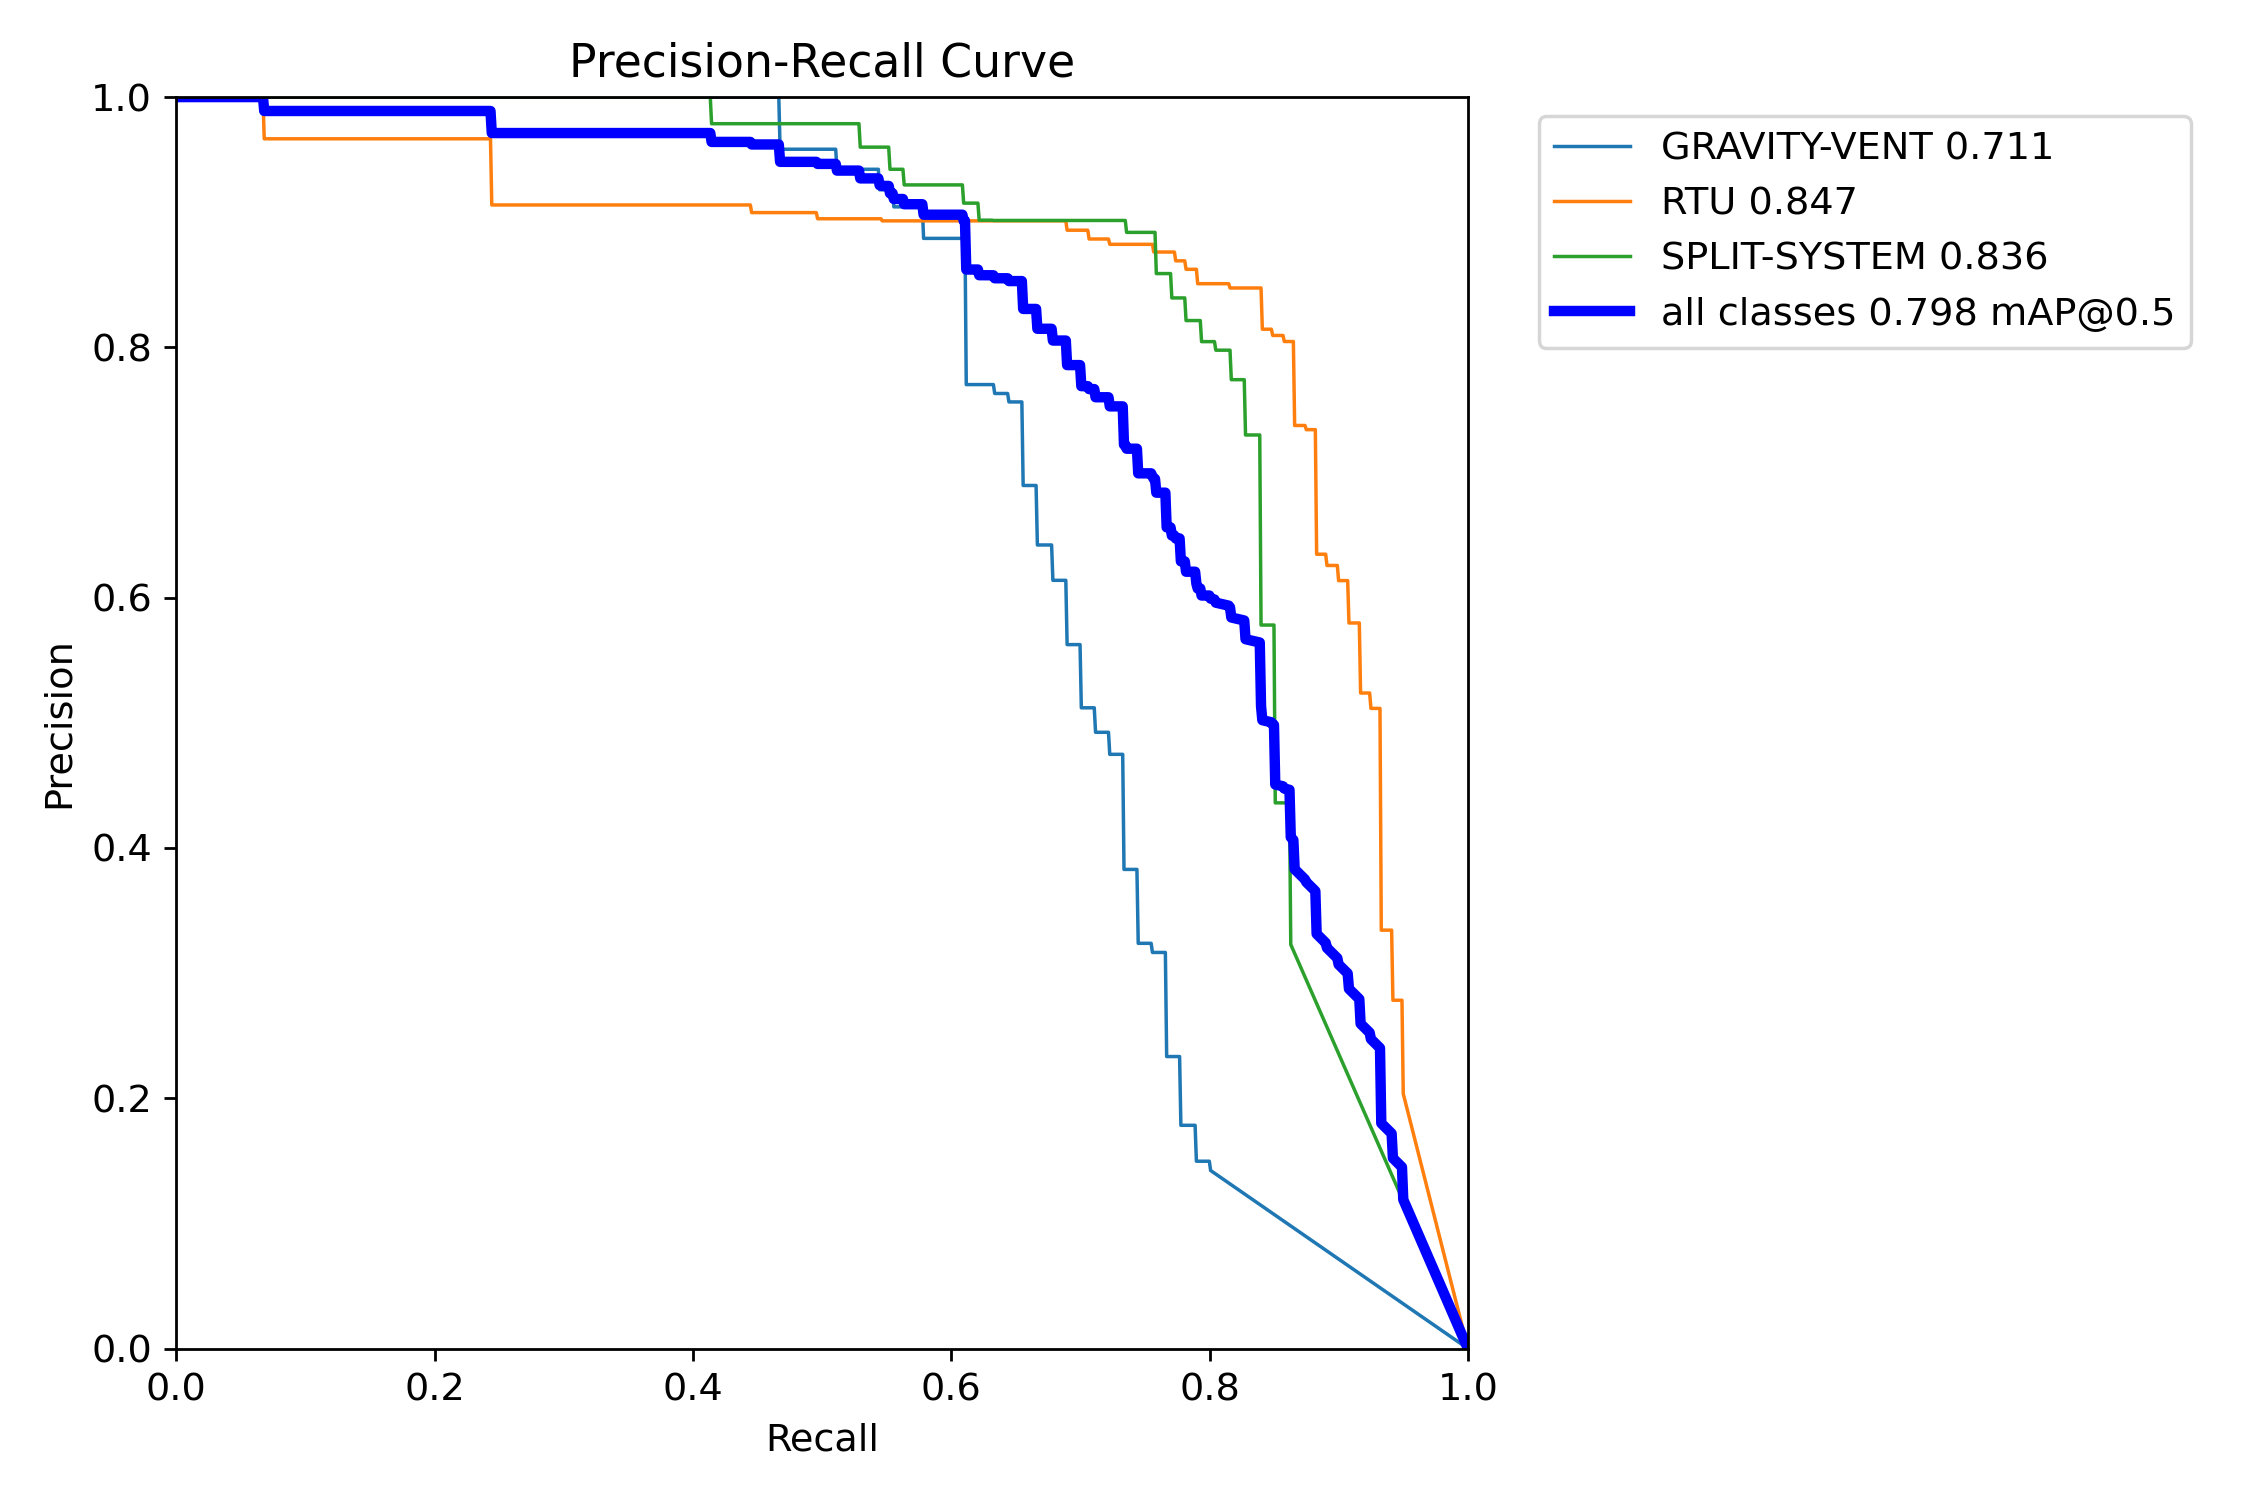 Precision-Recall Curve
1.0
0.8
0.6
0.4
0.2
0.0
Precision
0.0 0.2 0.4 0.6 0.8 1.0
Recall
GRAVITY-VENT 0.711
RTU 0.847
SPLIT-SYSTEM 0.836
all classes 0.798 mAP@0.5